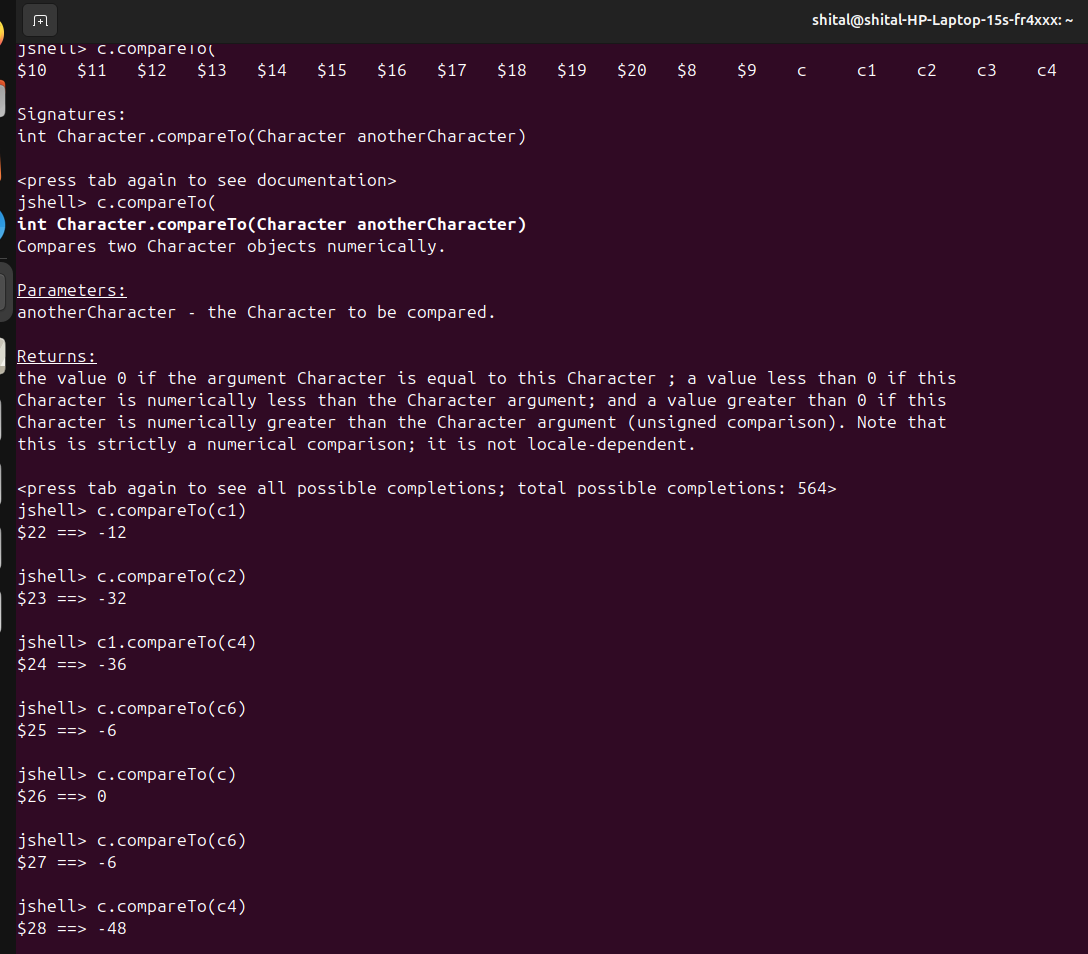 shital@shital-HP-Laptop-15s-fr4xxx: ~
jshell> c.compareTo(
$10 $11 $12 $13 $14 $15 $16 $17 $18 $19 $20 $8 $9 c c1 c2 c3 c4
Signatures:
int Character.compareTo(Character anotherCharacter)
<press tab again to see documentation>
jshell> c.compareTo(
int Character.compareTo(Character anotherCharacter)
Compares two Character objects numerically.
Parameters:
anotherCharacter - the Character to be compared.
Returns:
the value 0 if the argument Character is equal to this Character ; a value less than 0 if this
Character is numerically less than the Character argument; and a value greater than 0 if this
Character is numerically greater than the Character argument (unsigned comparison). Note that
this is strictly a numerical comparison; it is not locale-dependent.
<press tab again to see all possible completions; total possible completions: 564>
jshell> c.compareTo(c1)
$22 ==> -12
jshell> c.compareTo(c2)
$23 ==> -32
jshell> c1.compareTo(c4)
$24 ==> -36
jshell> c.compareTo(c6)
$25 ==> -6
jshell> c.compareTo(c)
$26 ==> 0
jshell> c.compareTo(c6)
$27 ==> -6
jshell> c.compareTo(c4)
$28 ==> -48